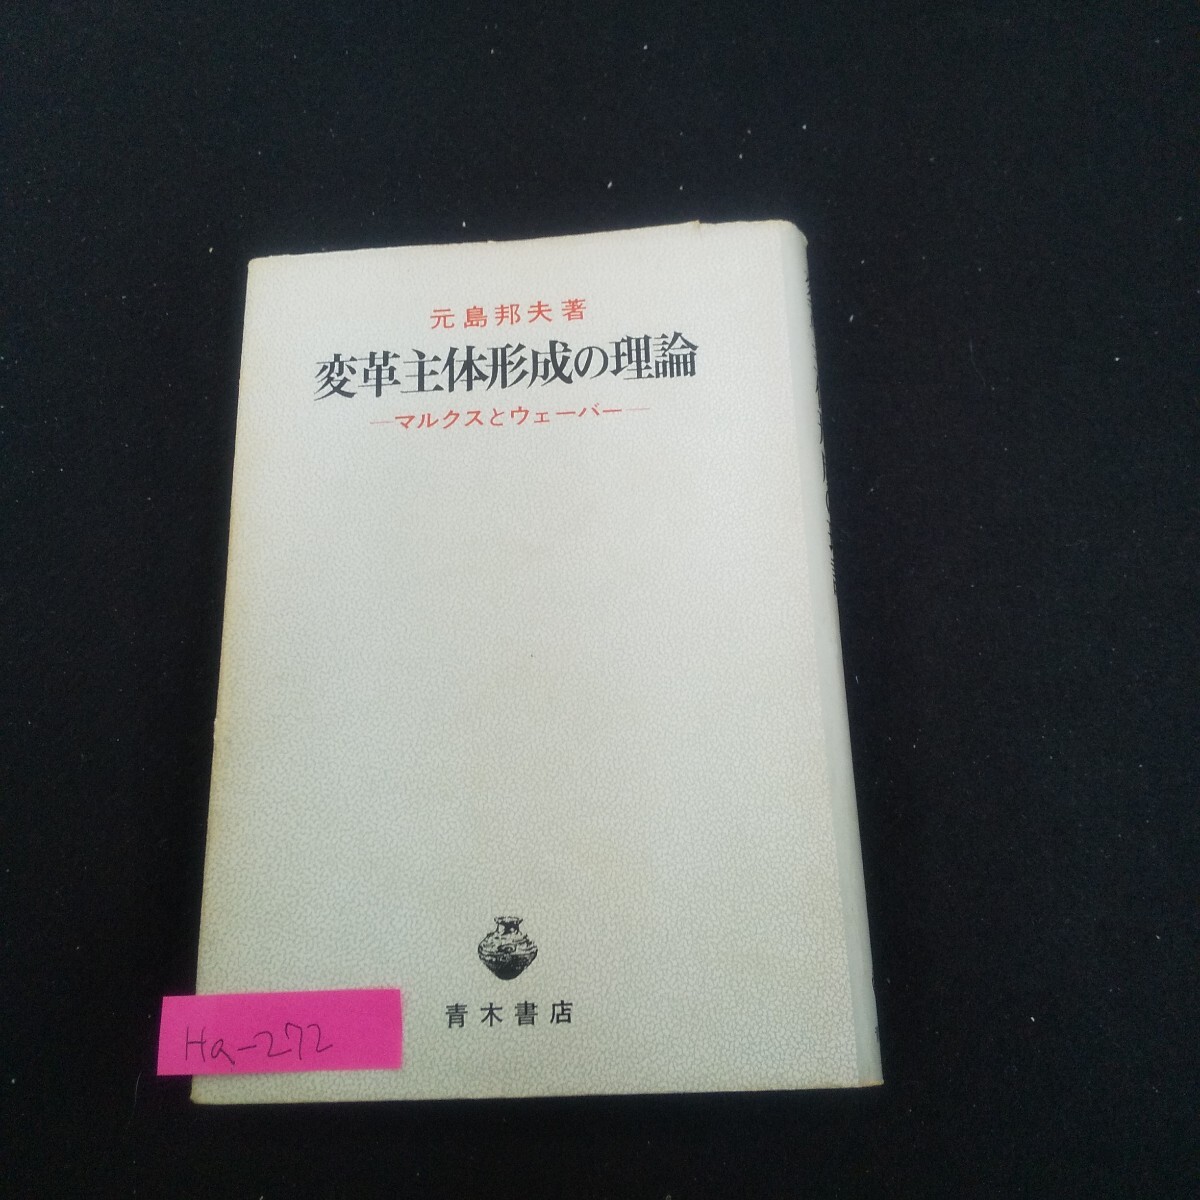 元島邦夫著
変革主体形成の理論
―マルクスとウェーバー―
青木書店
Ha-272